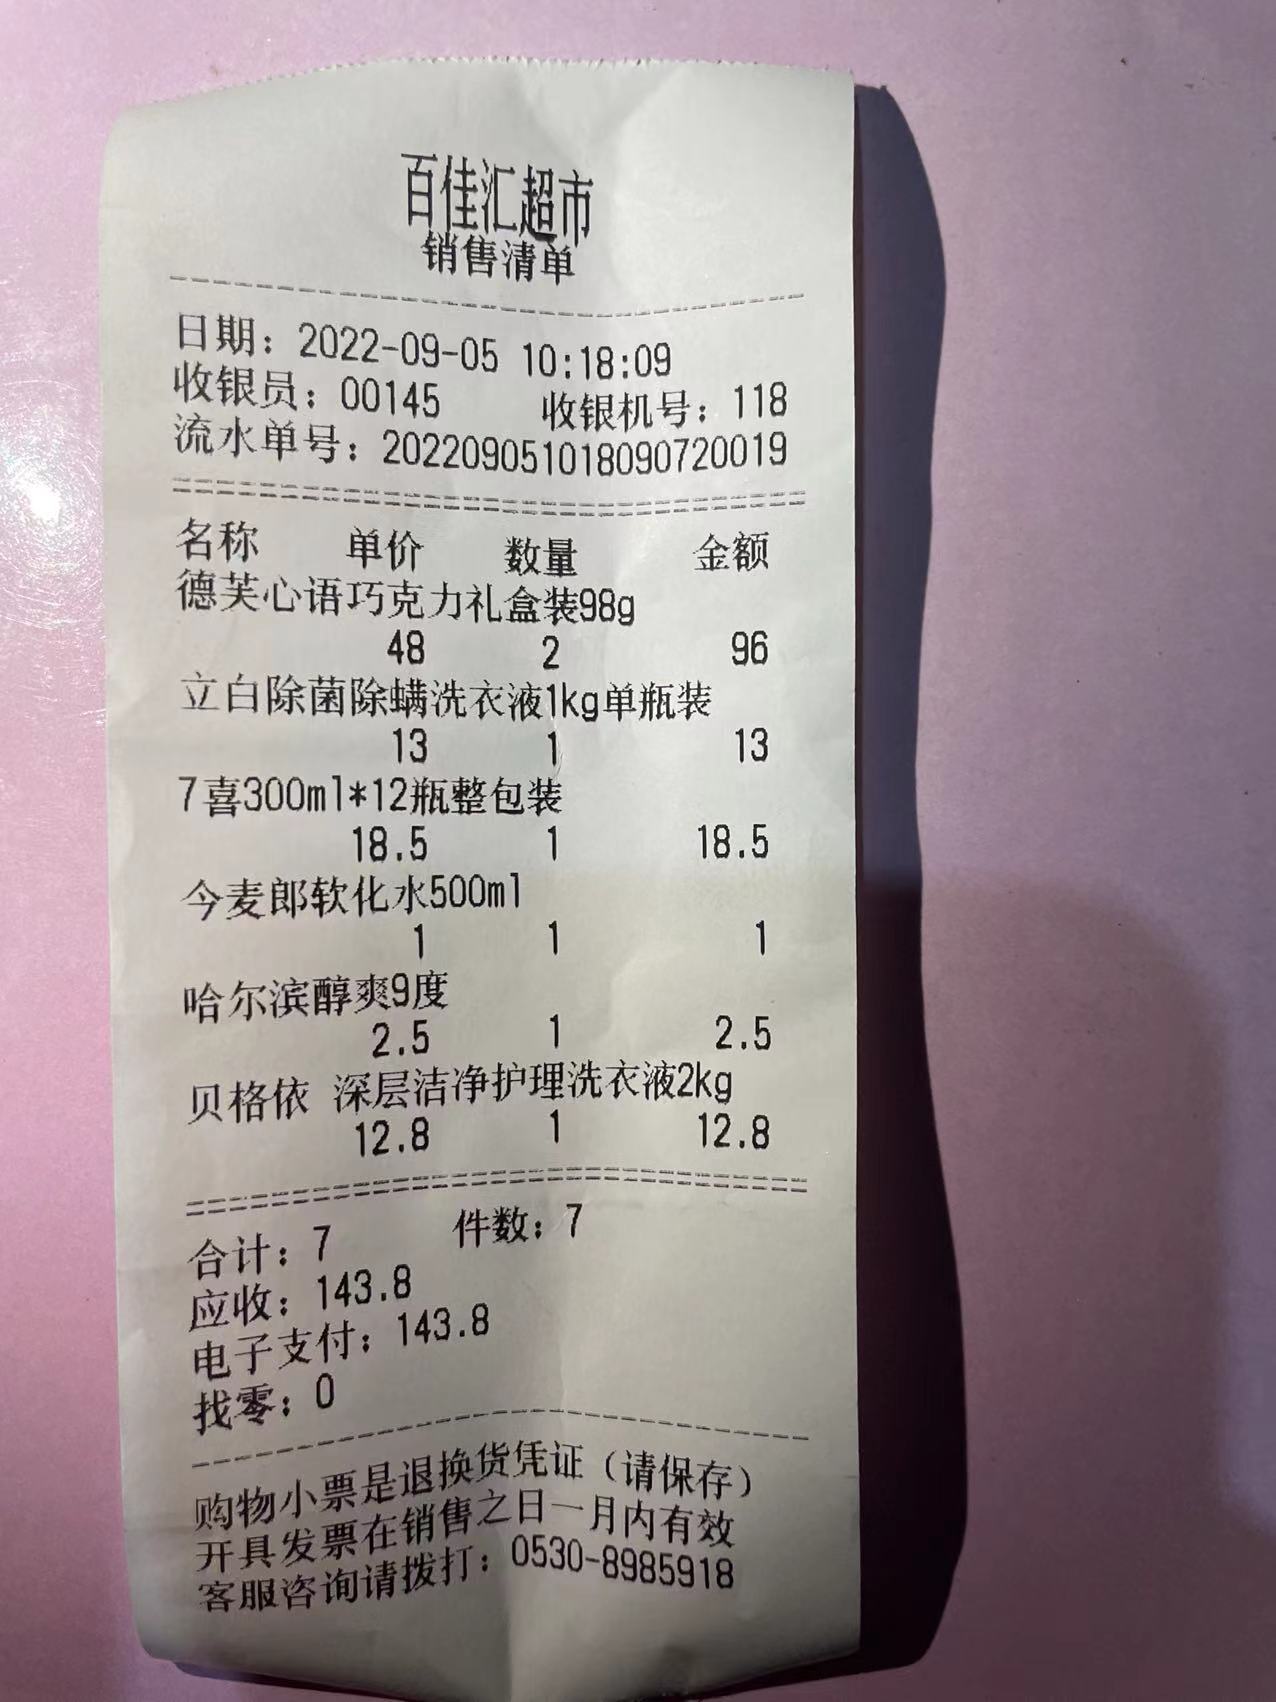 百佳汇超市
销售清单
日期：2022-09-05 10:18:09
收银员：00145 收银机号：118
流水单号：202209051018090720019
名称 单价 数量 金额
德芙心语巧克力礼盒装98g
48 2 96
立白除菌除螨洗衣液1kg单瓶装
13 1 13
7喜300ml*12瓶整包装
18.5 1 18.5
今麦郎软化水500ml
1 1 1
哈尔滨醇爽9度
2.5 1 2.5
贝格依 深层洁净护理洗衣液2kg
12.8 1 12.8
合计：7 件数：7
应收：143.8
电子支付：143.8
找零：0
购物小票是退换货凭证（请保存）
开具发票在销售之日一月内有效
客服咨询请拨打：0530-8985918